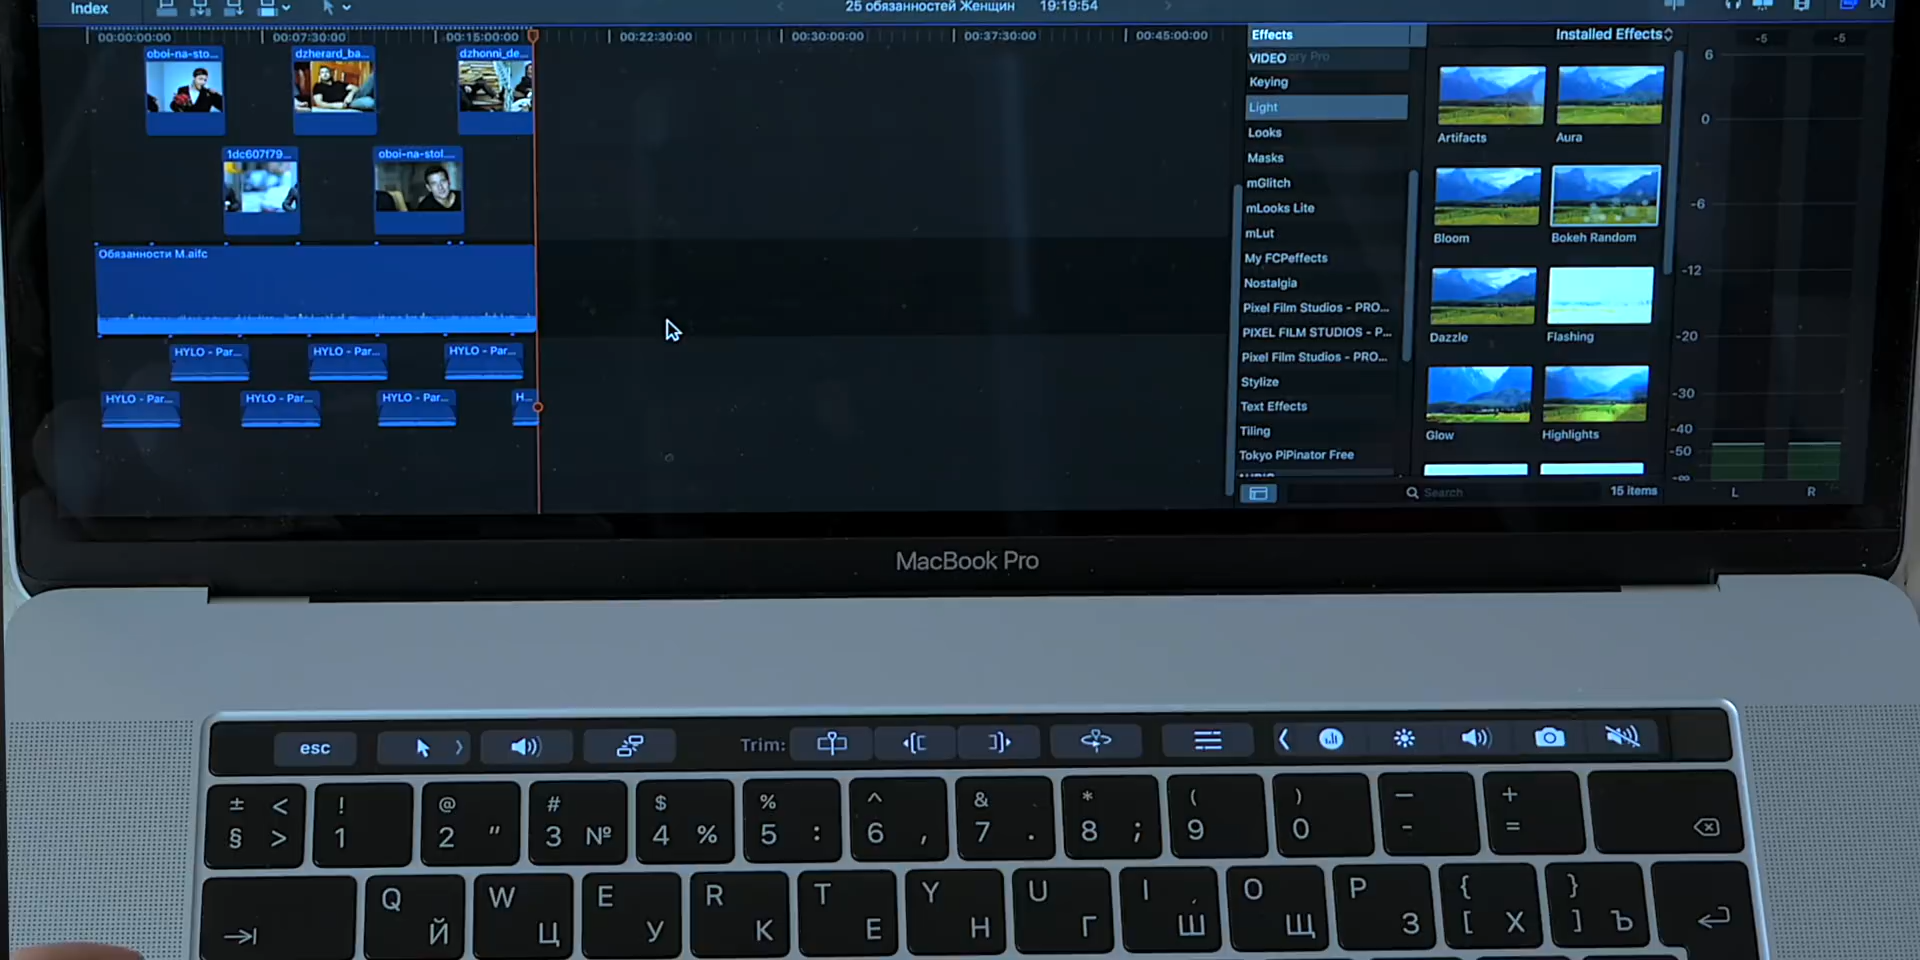 Index
25 обязанностей Женщин 19:19:54
00:00:00:00 00:07:30:00 00:15:00:00 00:22:30:00 00:30:00:00 00:37:30:00 00:45:00:00
oboi-na-sto... dzherard_ba... dzhonni_de...
1dc607f79... oboi-na-stol....
Обязанности M.aifc
HYLO - Par... HYLO - Par... HYLO - Par...
HYLO - Par... HYLO - Par... HYLO - Par... H...
Effects
VIDEO
Keying
Light
Looks
Masks
mGlitch
mLooks Lite
mLut
My FCPeffects
Nostalgia
Pixel Film Studios - PRO...
PIXEL FILM STUDIOS - P...
Pixel Film Studios - PRO...
Stylize
Text Effects
Tiling
Tokyo PiPinator Free
AUDIO
Installed Effects
Artifacts Aura
Bloom Bokeh Random
Dazzle Flashing
Glow Highlights
Search 15 items
-5 -5
6
0
-6
-12
-20
-30
-40
-50
-∞
L R
MacBook Pro
esc Trim:
± < ! @ # $ % ^ & * ( ) — +
§ > 1 2 " 3 № 4 % 5 : 6 , 7 . 8 ; 9 0 - =
Q W E R T Y U I O P { }
Й Ц У К Е Н Г Ш Щ З [ Х ] Ъ